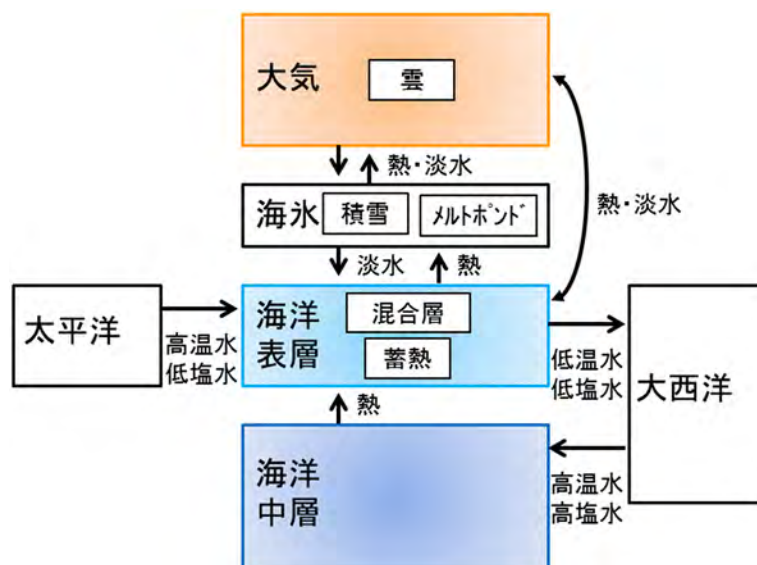 大気
雲
熱・淡水
海氷
積雪
メルトポンド
熱・淡水
淡水
熱
太平洋
高温水
低塩水
海洋
表層
混合層
蓄熱
低温水
低塩水
大西洋
熱
海洋
中層
高温水
高塩水